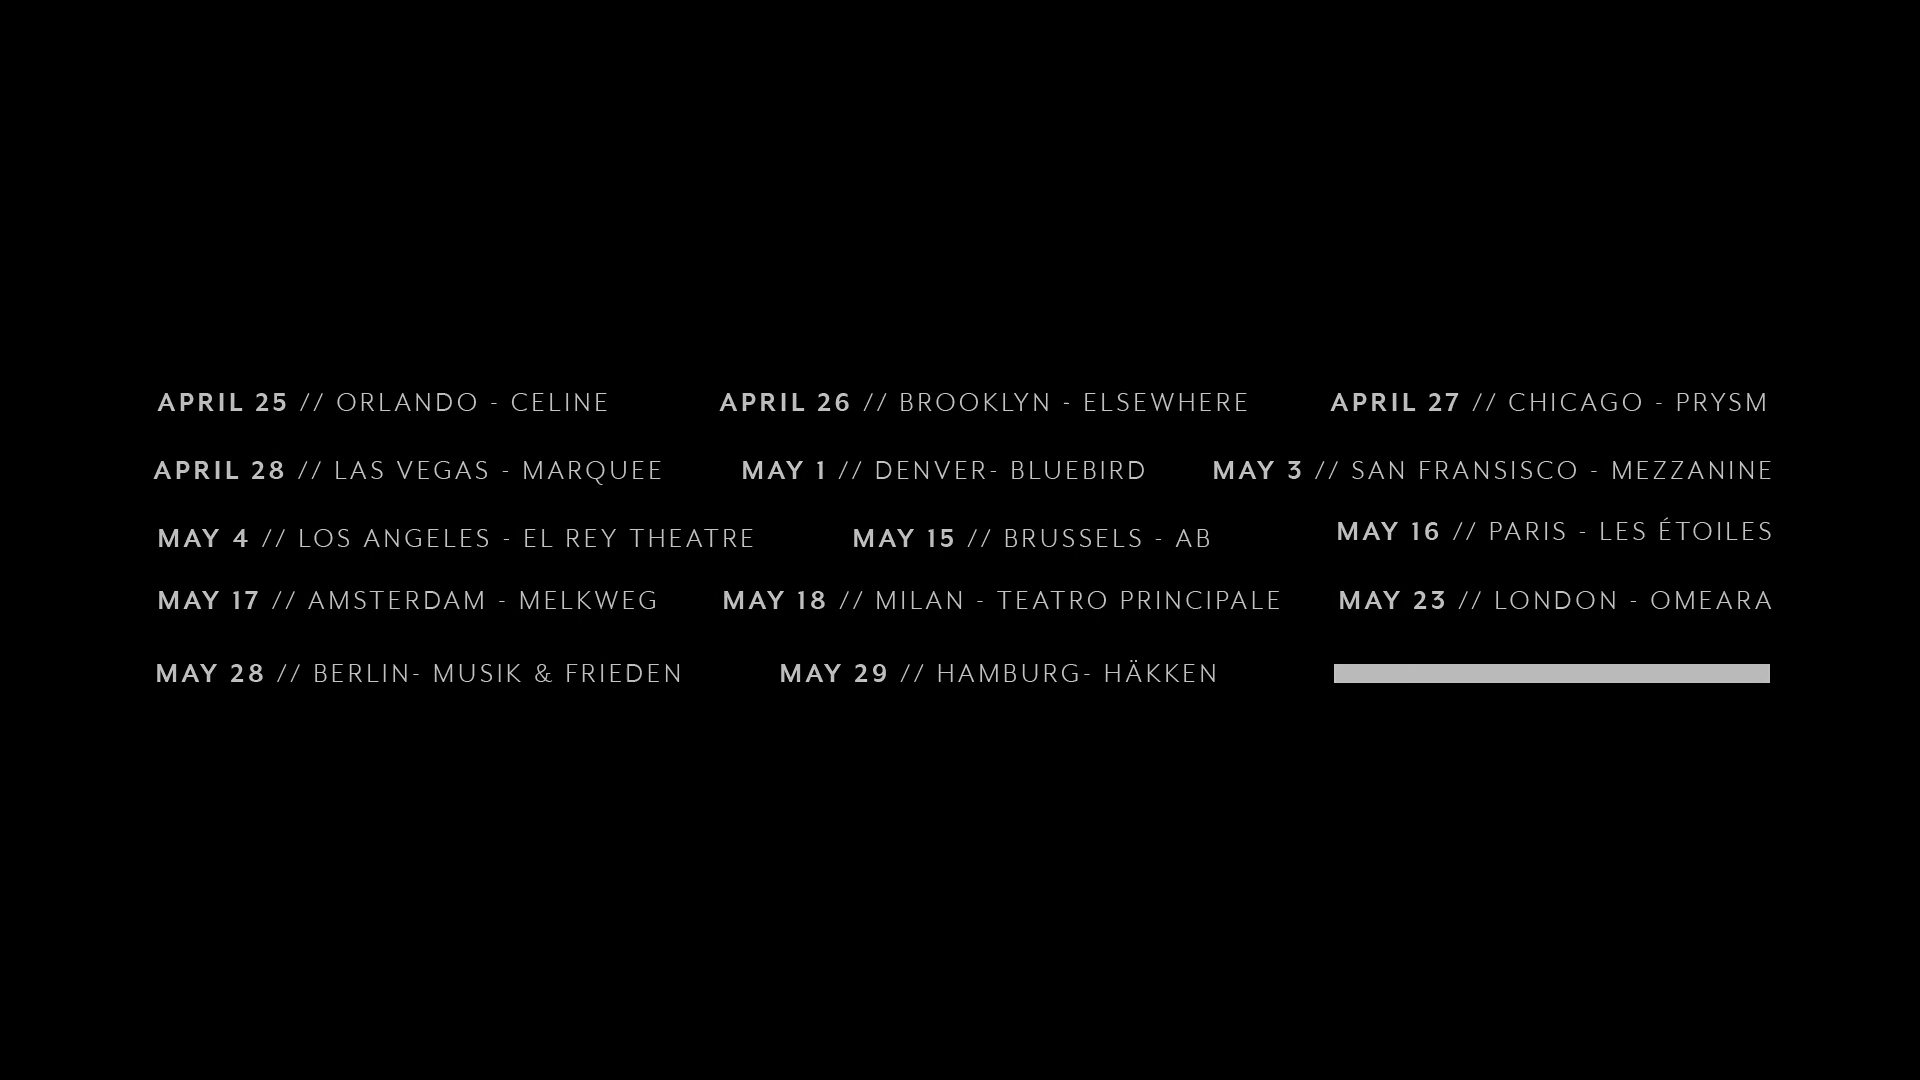 APRIL 25 // ORLANDO - CELINE
APRIL 26 // BROOKLYN - ELSEWHERE
APRIL 27 // CHICAGO - PRYSM
APRIL 28 // LAS VEGAS - MARQUEE
MAY 1 // DENVER- BLUEBIRD
MAY 3 // SAN FRANSISCO - MEZZANINE
MAY 4 // LOS ANGELES - EL REY THEATRE
MAY 15 // BRUSSELS - AB
MAY 16 // PARIS - LES ÉTOILES
MAY 17 // AMSTERDAM - MELKWEG
MAY 18 // MILAN - TEATRO PRINCIPALE
MAY 23 // LONDON - OMEARA
MAY 28 // BERLIN- MUSIK & FRIEDEN
MAY 29 // HAMBURG- HÄKKEN